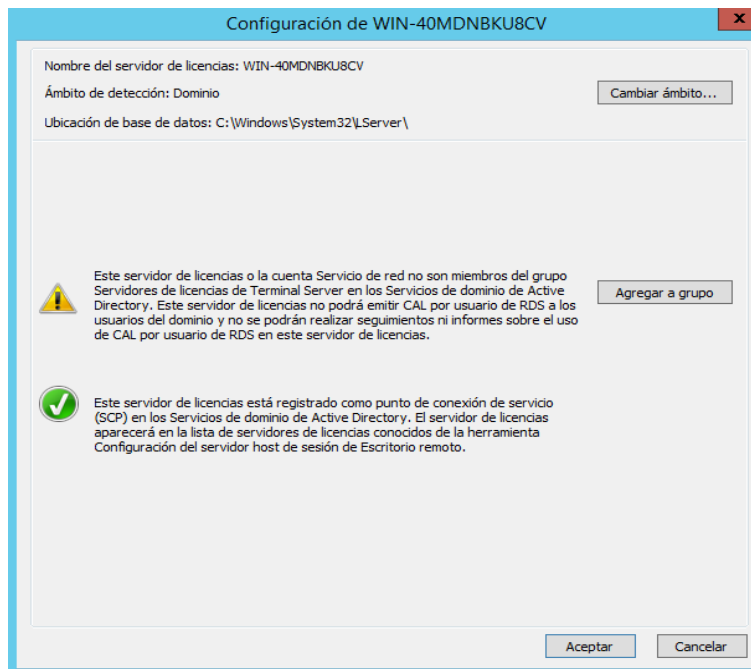 Configuración de WIN-40MDNBKU8CV
x
Nombre del servidor de licencias: WIN-40MDNBKU8CV
Ámbito de detección: Dominio
Cambiar ámbito...
Ubicación de base de datos: C:\Windows\System32\LServer\
Este servidor de licencias o la cuenta Servicio de red no son miembros del grupo
Servidores de licencias de Terminal Server en los Servicios de dominio de Active
Directory. Este servidor de licencias no podrá emitir CAL por usuario de RDS a los
usuarios del dominio y no se podrán realizar seguimientos ni informes sobre el uso
de CAL por usuario de RDS en este servidor de licencias.
Agregar a grupo
Este servidor de licencias está registrado como punto de conexión de servicio
(SCP) en los Servicios de dominio de Active Directory. El servidor de licencias
aparecerá en la lista de servidores de licencias conocidos de la herramienta
Configuración del servidor host de sesión de Escritorio remoto.
Aceptar
Cancelar